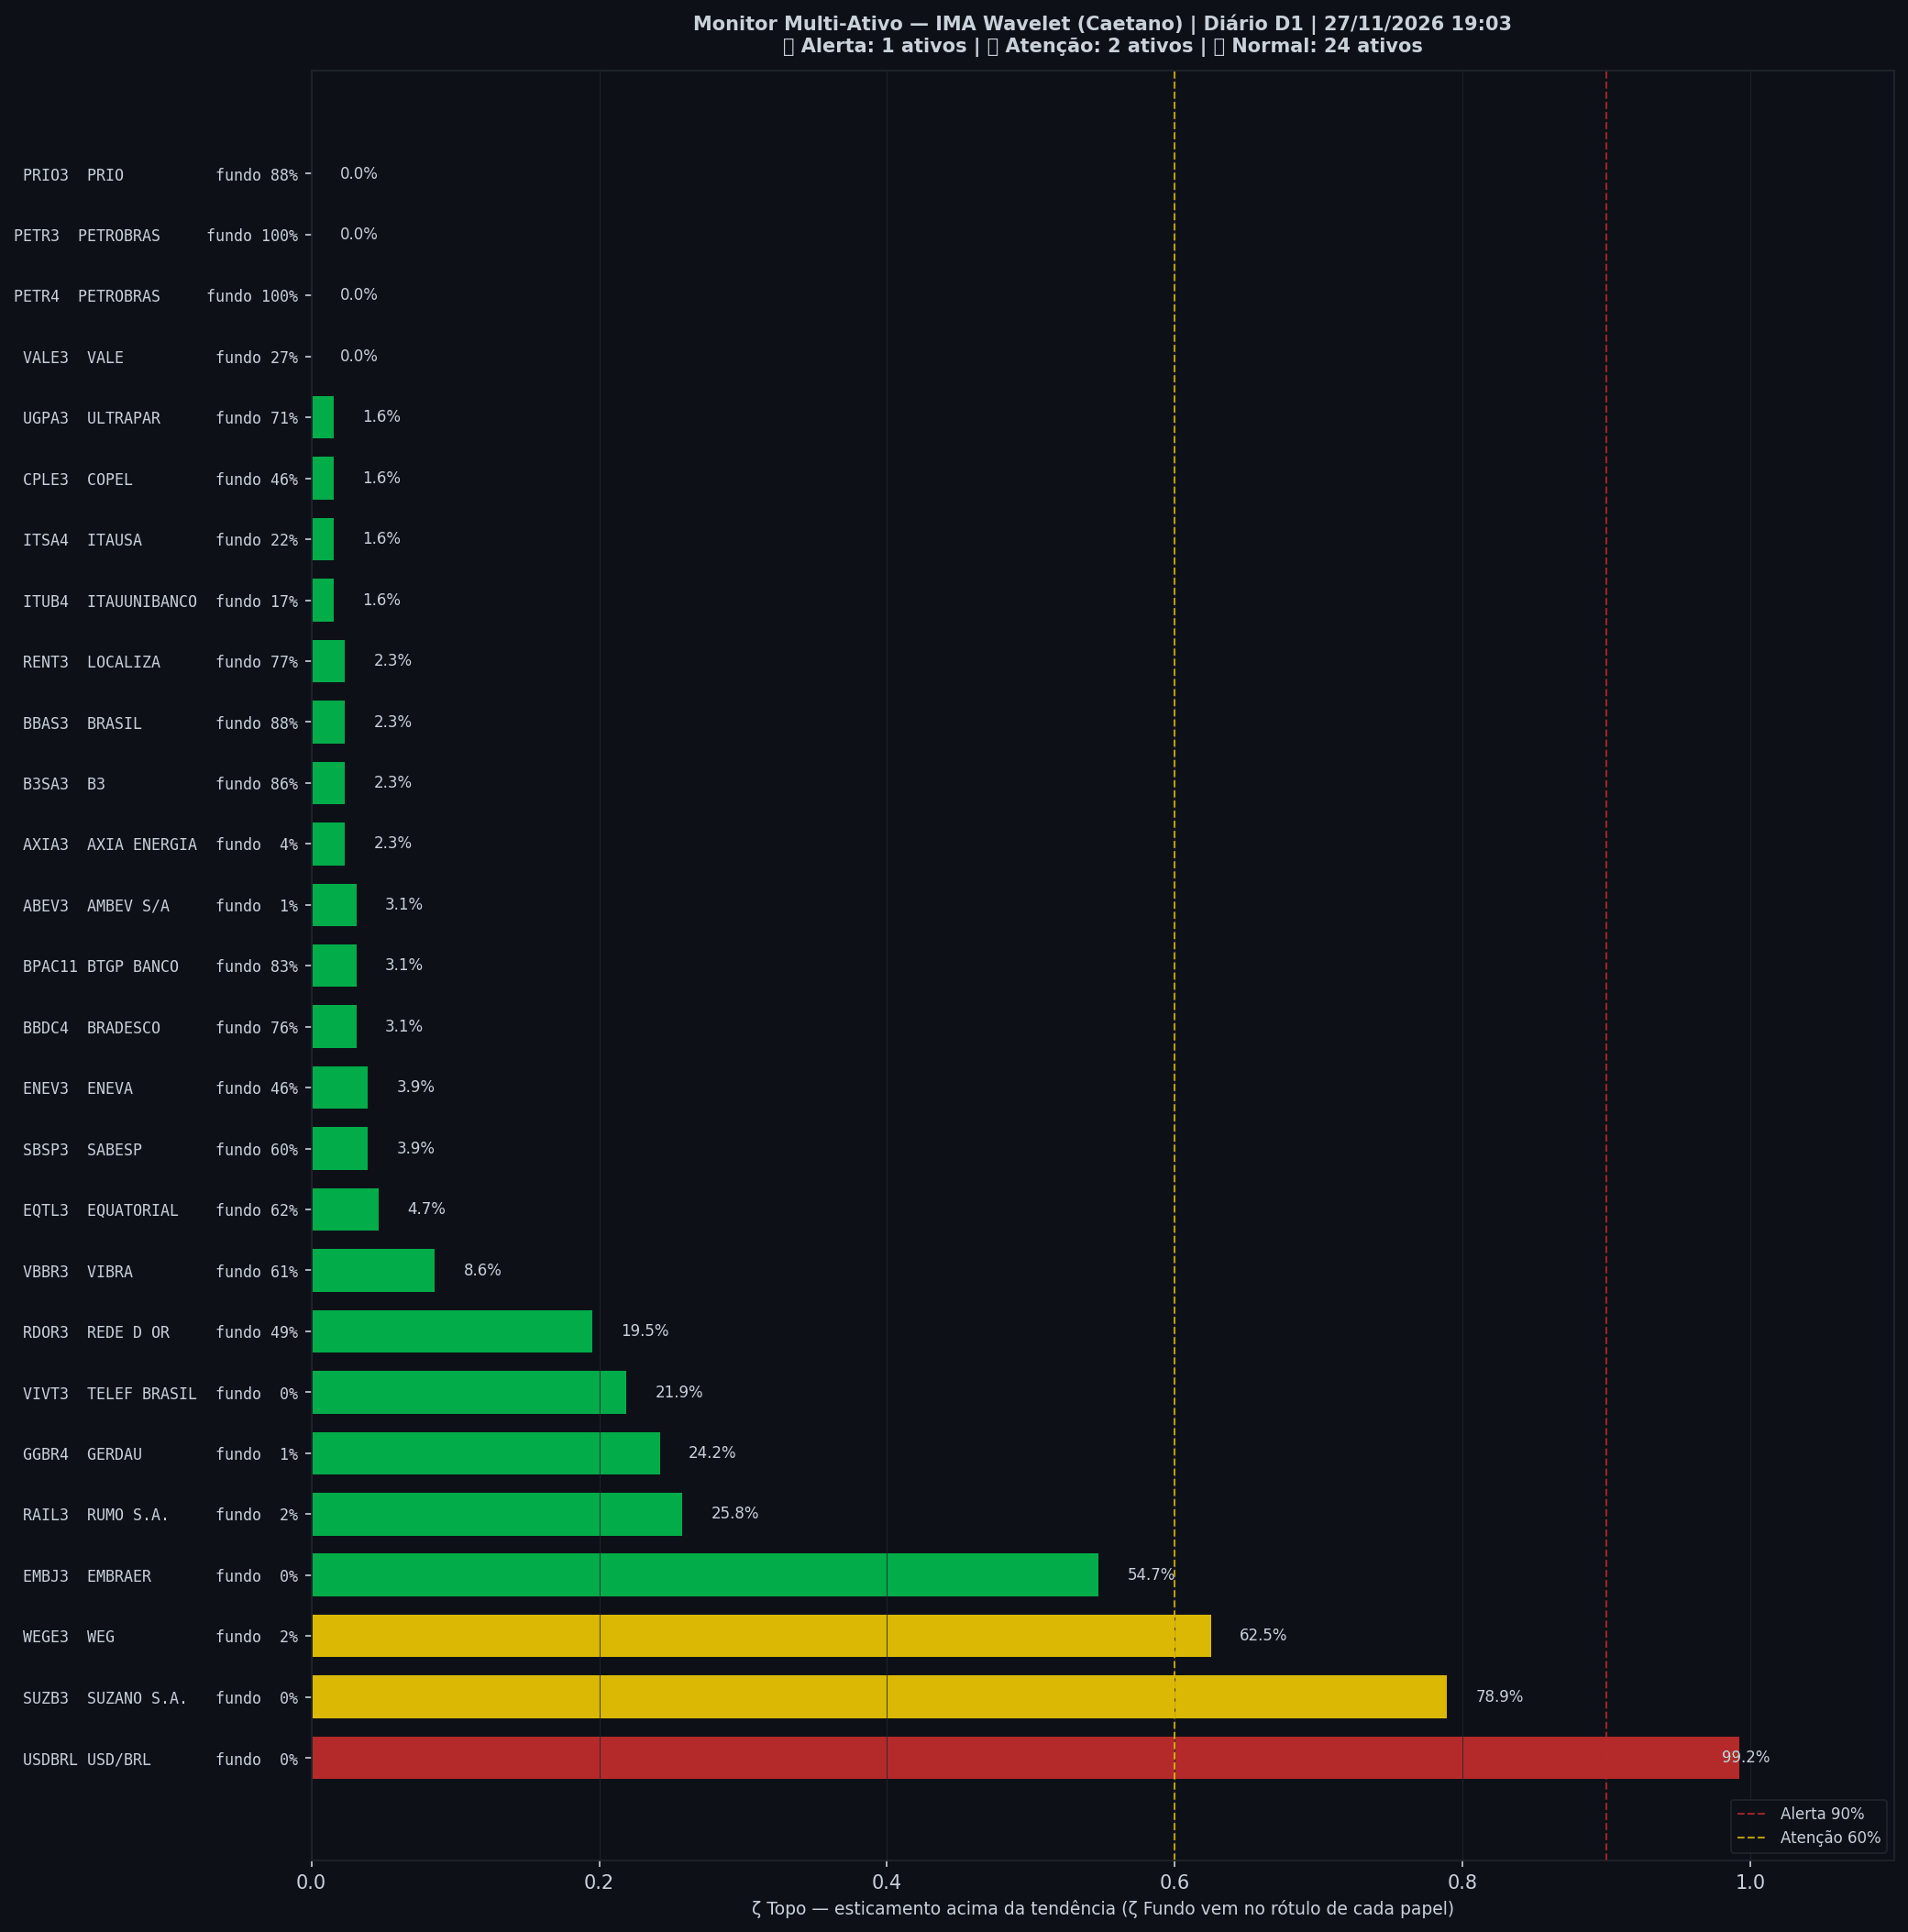 Monitor Multi-Ativo — IMA Wavelet (Caetano) | Diário D1 | 27/11/2026 19:03
Alerta: 1 ativos | Atenção: 2 ativos | Normal: 24 ativos
PRIO3 PRIO fundo 88% 0.0%
PETR3 PETROBRAS fundo 100% 0.0%
PETR4 PETROBRAS fundo 100% 0.0%
VALE3 VALE fundo 27% 0.0%
UGPA3 ULTRAPAR fundo 71% 1.6%
CPLE3 COPEL fundo 46% 1.6%
ITSA4 ITAUSA fundo 22% 1.6%
ITUB4 ITAUUNIBANCO fundo 17% 1.6%
RENT3 LOCALIZA fundo 77% 2.3%
BBAS3 BRASIL fundo 88% 2.3%
B3SA3 B3 fundo 86% 2.3%
AXIA3 AXIA ENERGIA fundo 4% 2.3%
ABEV3 AMBEV S/A fundo 1% 3.1%
BPAC11 BTGP BANCO fundo 83% 3.1%
BBDC4 BRADESCO fundo 76% 3.1%
ENEV3 ENEVA fundo 46% 3.9%
SBSP3 SABESP fundo 60% 3.9%
EQTL3 EQUATORIAL fundo 62% 4.7%
VBBR3 VIBRA fundo 61% 8.6%
RDOR3 REDE D OR fundo 49% 19.5%
VIVT3 TELEF BRASIL fundo 0% 21.9%
GGBR4 GERDAU fundo 1% 24.2%
RAIL3 RUMO S.A. fundo 2% 25.8%
EMBJ3 EMBRAER fundo 0% 54.7%
WEGE3 WEG fundo 2% 62.5%
SUZB3 SUZANO S.A. fundo 0% 78.9%
USDBRL USD/BRL fundo 0% 99.2%
Alerta 90%
Atenção 60%
0.0 0.2 0.4 0.6 0.8 1.0
ζ Topo — esticamento acima da tendência (ζ Fundo vem no rótulo de cada papel)